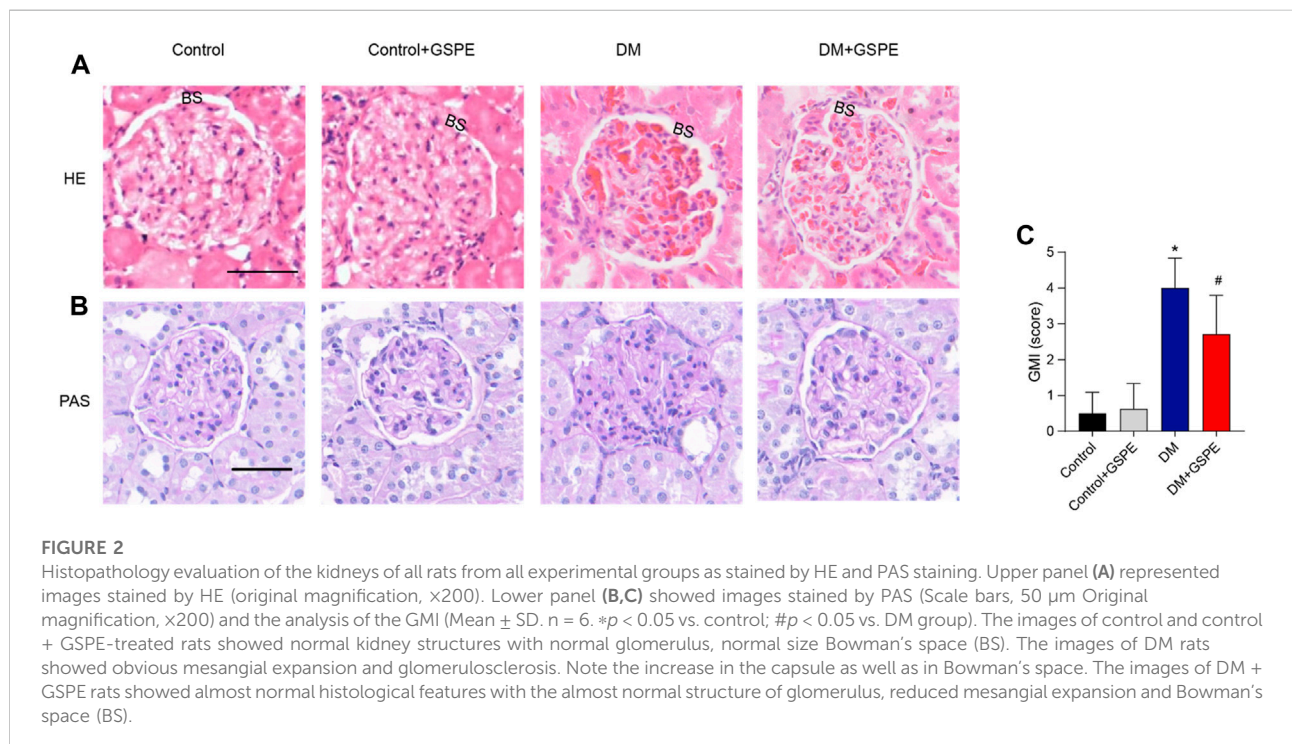 Control Control+GSPE DM DM+GSPE
A
BS BS BS BS
HE
B
PAS
C
5
4
3
2
1
0
GMI (score)
*
#
Control
Control+GSPE
DM
DM+GSPE
FIGURE 2
Histopathology evaluation of the kidneys of all rats from all experimental groups as stained by HE and PAS staining. Upper panel (A) represented
images stained by HE (original magnification, ×200). Lower panel (B,C) showed images stained by PAS (Scale bars, 50 μm Original
magnification, ×200) and the analysis of the GMI (Mean ± SD. n = 6. *p < 0.05 vs. control; #p < 0.05 vs. DM group). The images of control and control
+ GSPE-treated rats showed normal kidney structures with normal glomerulus, normal size Bowman's space (BS). The images of DM rats
showed obvious mesangial expansion and glomerulosclerosis. Note the increase in the capsule as well as in Bowman's space. The images of DM +
GSPE rats showed almost normal histological features with the almost normal structure of glomerulus, reduced mesangial expansion and Bowman's
space (BS).